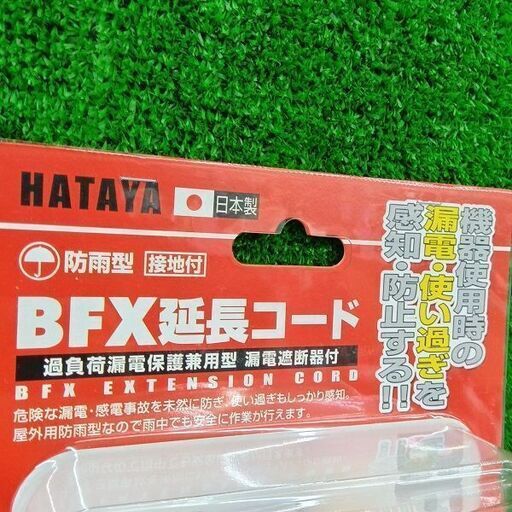 HATAYA
日本製
防雨型 接地付
BFX延長コード
過負荷漏電保護兼用型 漏電遮断器付
BFX EXTENSION CORD
危険な漏電・感電事故を未然に防ぎ、使い過ぎもしっかり感知。
屋外用防雨型なので雨中でも安全に作業が行えます。
機器使用時の
漏電・使い過ぎを
感知・防止する!!